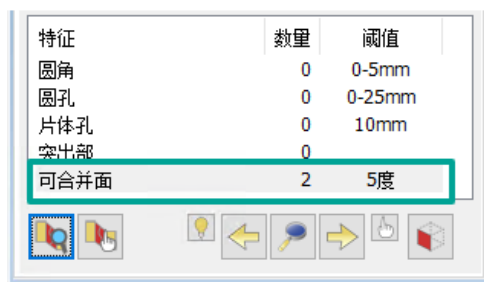 特征 数量 阈值
圆角 0 0-5mm
圆孔 0 0-25mm
片体孔 0 10mm
突出部 0
可合并面 2 5度